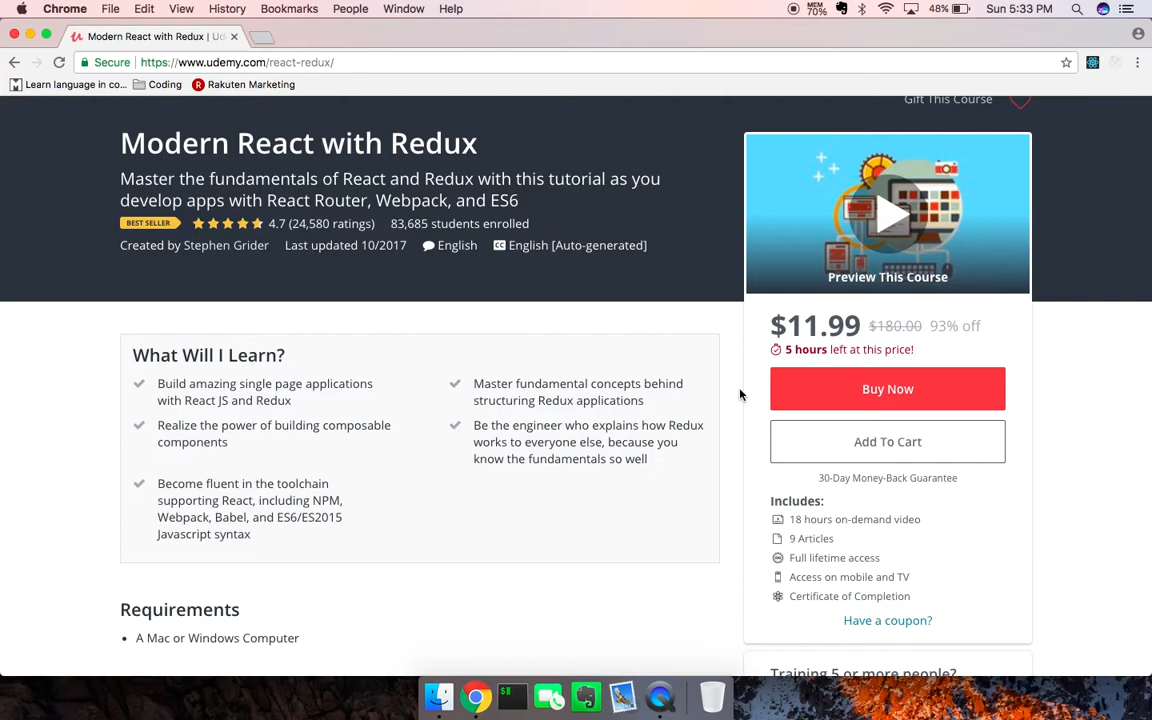 Chrome File Edit View History Bookmarks People Window Help MEM 70% 48% Sun 5:33 PM
Modern React with Redux | Ud
Secure | https://www.udemy.com/react-redux/
Learn language in co... Coding Rakuten Marketing
Gift This Course
Modern React with Redux
Master the fundamentals of React and Redux with this tutorial as you
develop apps with React Router, Webpack, and ES6
BEST SELLER 4.7 (24,580 ratings) 83,685 students enrolled
Created by Stephen Grider Last updated 10/2017 English English [Auto-generated]
Preview This Course
$11.99 $180.00 93% off
5 hours left at this price!
Buy Now
Add To Cart
30-Day Money-Back Guarantee
Includes:
18 hours on-demand video
9 Articles
Full lifetime access
Access on mobile and TV
Certificate of Completion
Have a coupon?
Training 5 or more people?
What Will I Learn?
Build amazing single page applications
with React JS and Redux
Realize the power of building composable
components
Become fluent in the toolchain
supporting React, including NPM,
Webpack, Babel, and ES6/ES2015
Javascript syntax
Master fundamental concepts behind
structuring Redux applications
Be the engineer who explains how Redux
works to everyone else, because you
know the fundamentals so well
Requirements
A Mac or Windows Computer